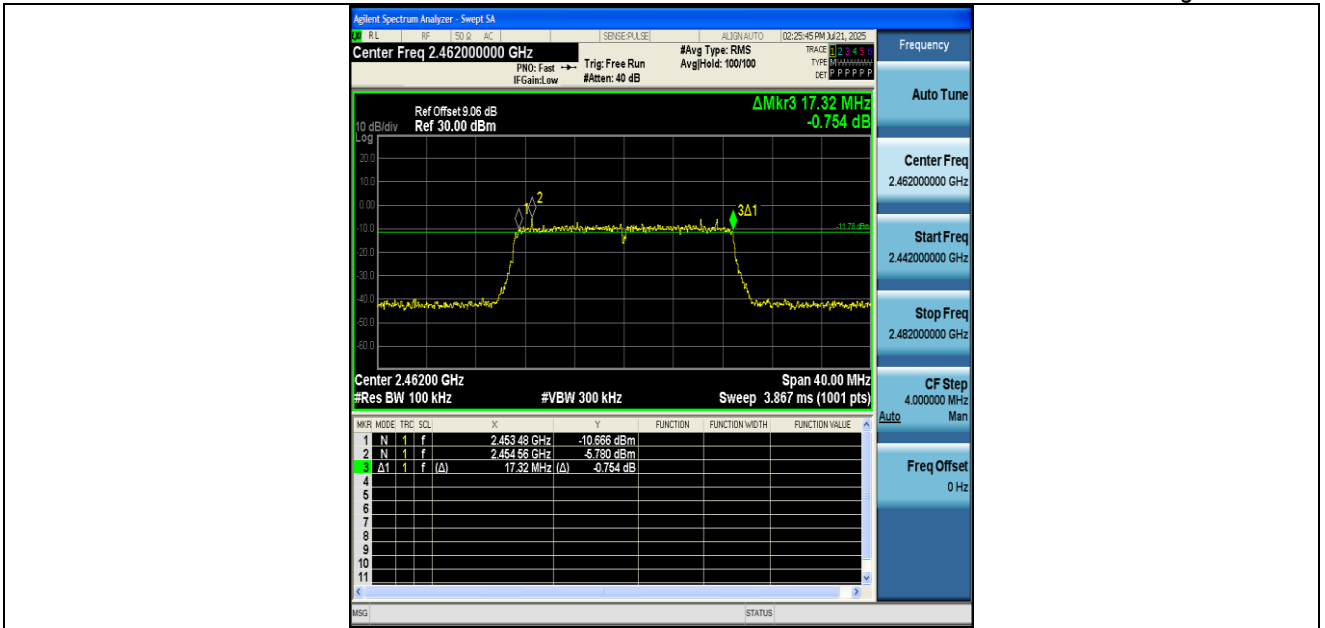 Agilent Spectrum Analyzer - Swept SA
LXI RL RF 50 Ω AC SENSE:PULSE ALIGN AUTO 02:25:45 PM Jul 21, 2025
Center Freq 2.462000000 GHz
#Avg Type: RMS
TRACE 1 2 3 4 5 6
PNO: Fast
Trig: Free Run
Avg|Hold: 100/100
TYPE M
IFGain:Low
#Atten: 40 dB
DET P P P P P P
ΔMkr3 17.32 MHz
-0.754 dB
Ref Offset 9.06 dB
10 dB/div Ref 30.00 dBm
Log
20.0
10.0
0.00
-10.0
-20.0
-30.0
-40.0
-50.0
-60.0
1
2
3Δ1
-11.78 dBm
Center 2.46200 GHz
Span 40.00 MHz
#Res BW 100 kHz
#VBW 300 kHz
Sweep 3.867 ms (1001 pts)
MKR MODE TRC SCL X Y FUNCTION FUNCTION WIDTH FUNCTION VALUE
1 N 1 f 2.453 48 GHz -10.666 dBm
2 N 1 f 2.454 56 GHz -5.780 dBm
3 Δ1 1 f (Δ) 17.32 MHz (Δ) -0.754 dB
4
5
6
7
8
9
10
11
MSG
STATUS
Frequency
Auto Tune
Center Freq
2.462000000 GHz
Start Freq
2.442000000 GHz
Stop Freq
2.482000000 GHz
CF Step
4.000000 MHz
Auto Man
Freq Offset
0 Hz